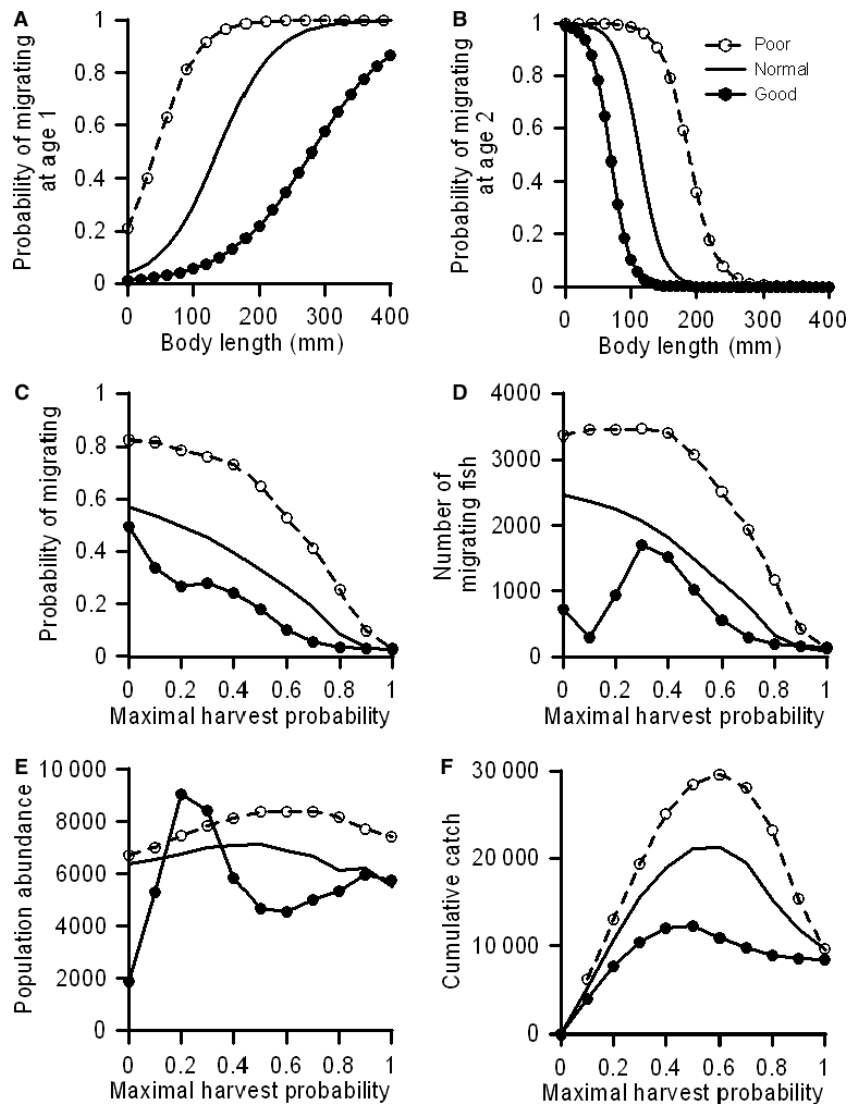 A
Probability of migrating
at age 1
1
0.8
0.6
0.4
0.2
0
0 100 200 300 400
Body length (mm)
B
Probability of migrating
at age 2
1
0.8
0.6
0.4
0.2
0
0 100 200 300 400
Body length (mm)
Poor
Normal
Good
C
Probability of migrating
1
0.8
0.6
0.4
0.2
0
0 0.2 0.4 0.6 0.8 1
Maximal harvest probability
D
Number of
migrating fish
4000
3000
2000
1000
0
0 0.2 0.4 0.6 0.8 1
Maximal harvest probability
E
Population abundance
10 000
8000
6000
4000
2000
0
0 0.2 0.4 0.6 0.8 1
Maximal harvest probability
F
Cumulative catch
30 000
20 000
10 000
0
0 0.2 0.4 0.6 0.8 1
Maximal harvest probability